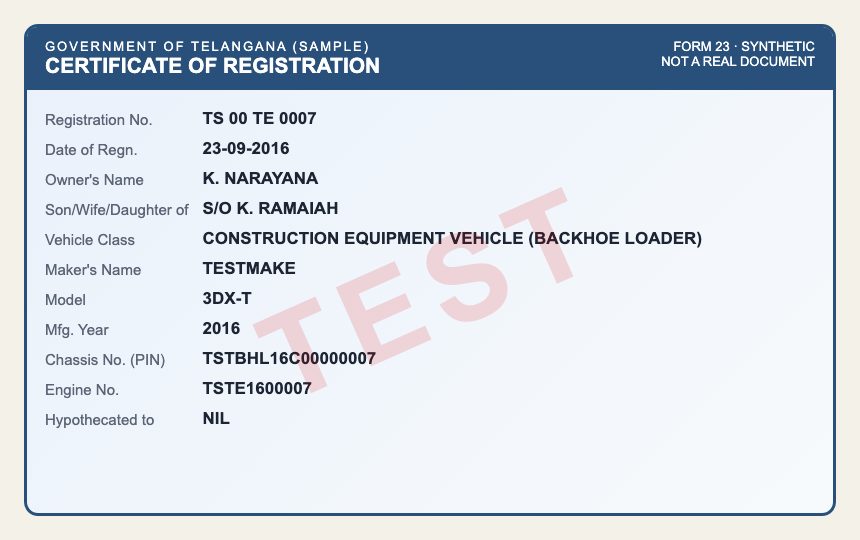 GOVERNMENT OF TELANGANA (SAMPLE)
CERTIFICATE OF REGISTRATION
FORM 23 · SYNTHETIC
NOT A REAL DOCUMENT
Registration No. TS 00 TE 0007
Date of Regn. 23-09-2016
Owner's Name K. NARAYANA
Son/Wife/Daughter of S/O K. RAMAIAH
Vehicle Class CONSTRUCTION EQUIPMENT VEHICLE (BACKHOE LOADER)
Maker's Name TESTMAKE
Model 3DX-T
Mfg. Year 2016
Chassis No. (PIN) TSTBHL16C00000007
Engine No. TSTE1600007
Hypothecated to NIL
TEST